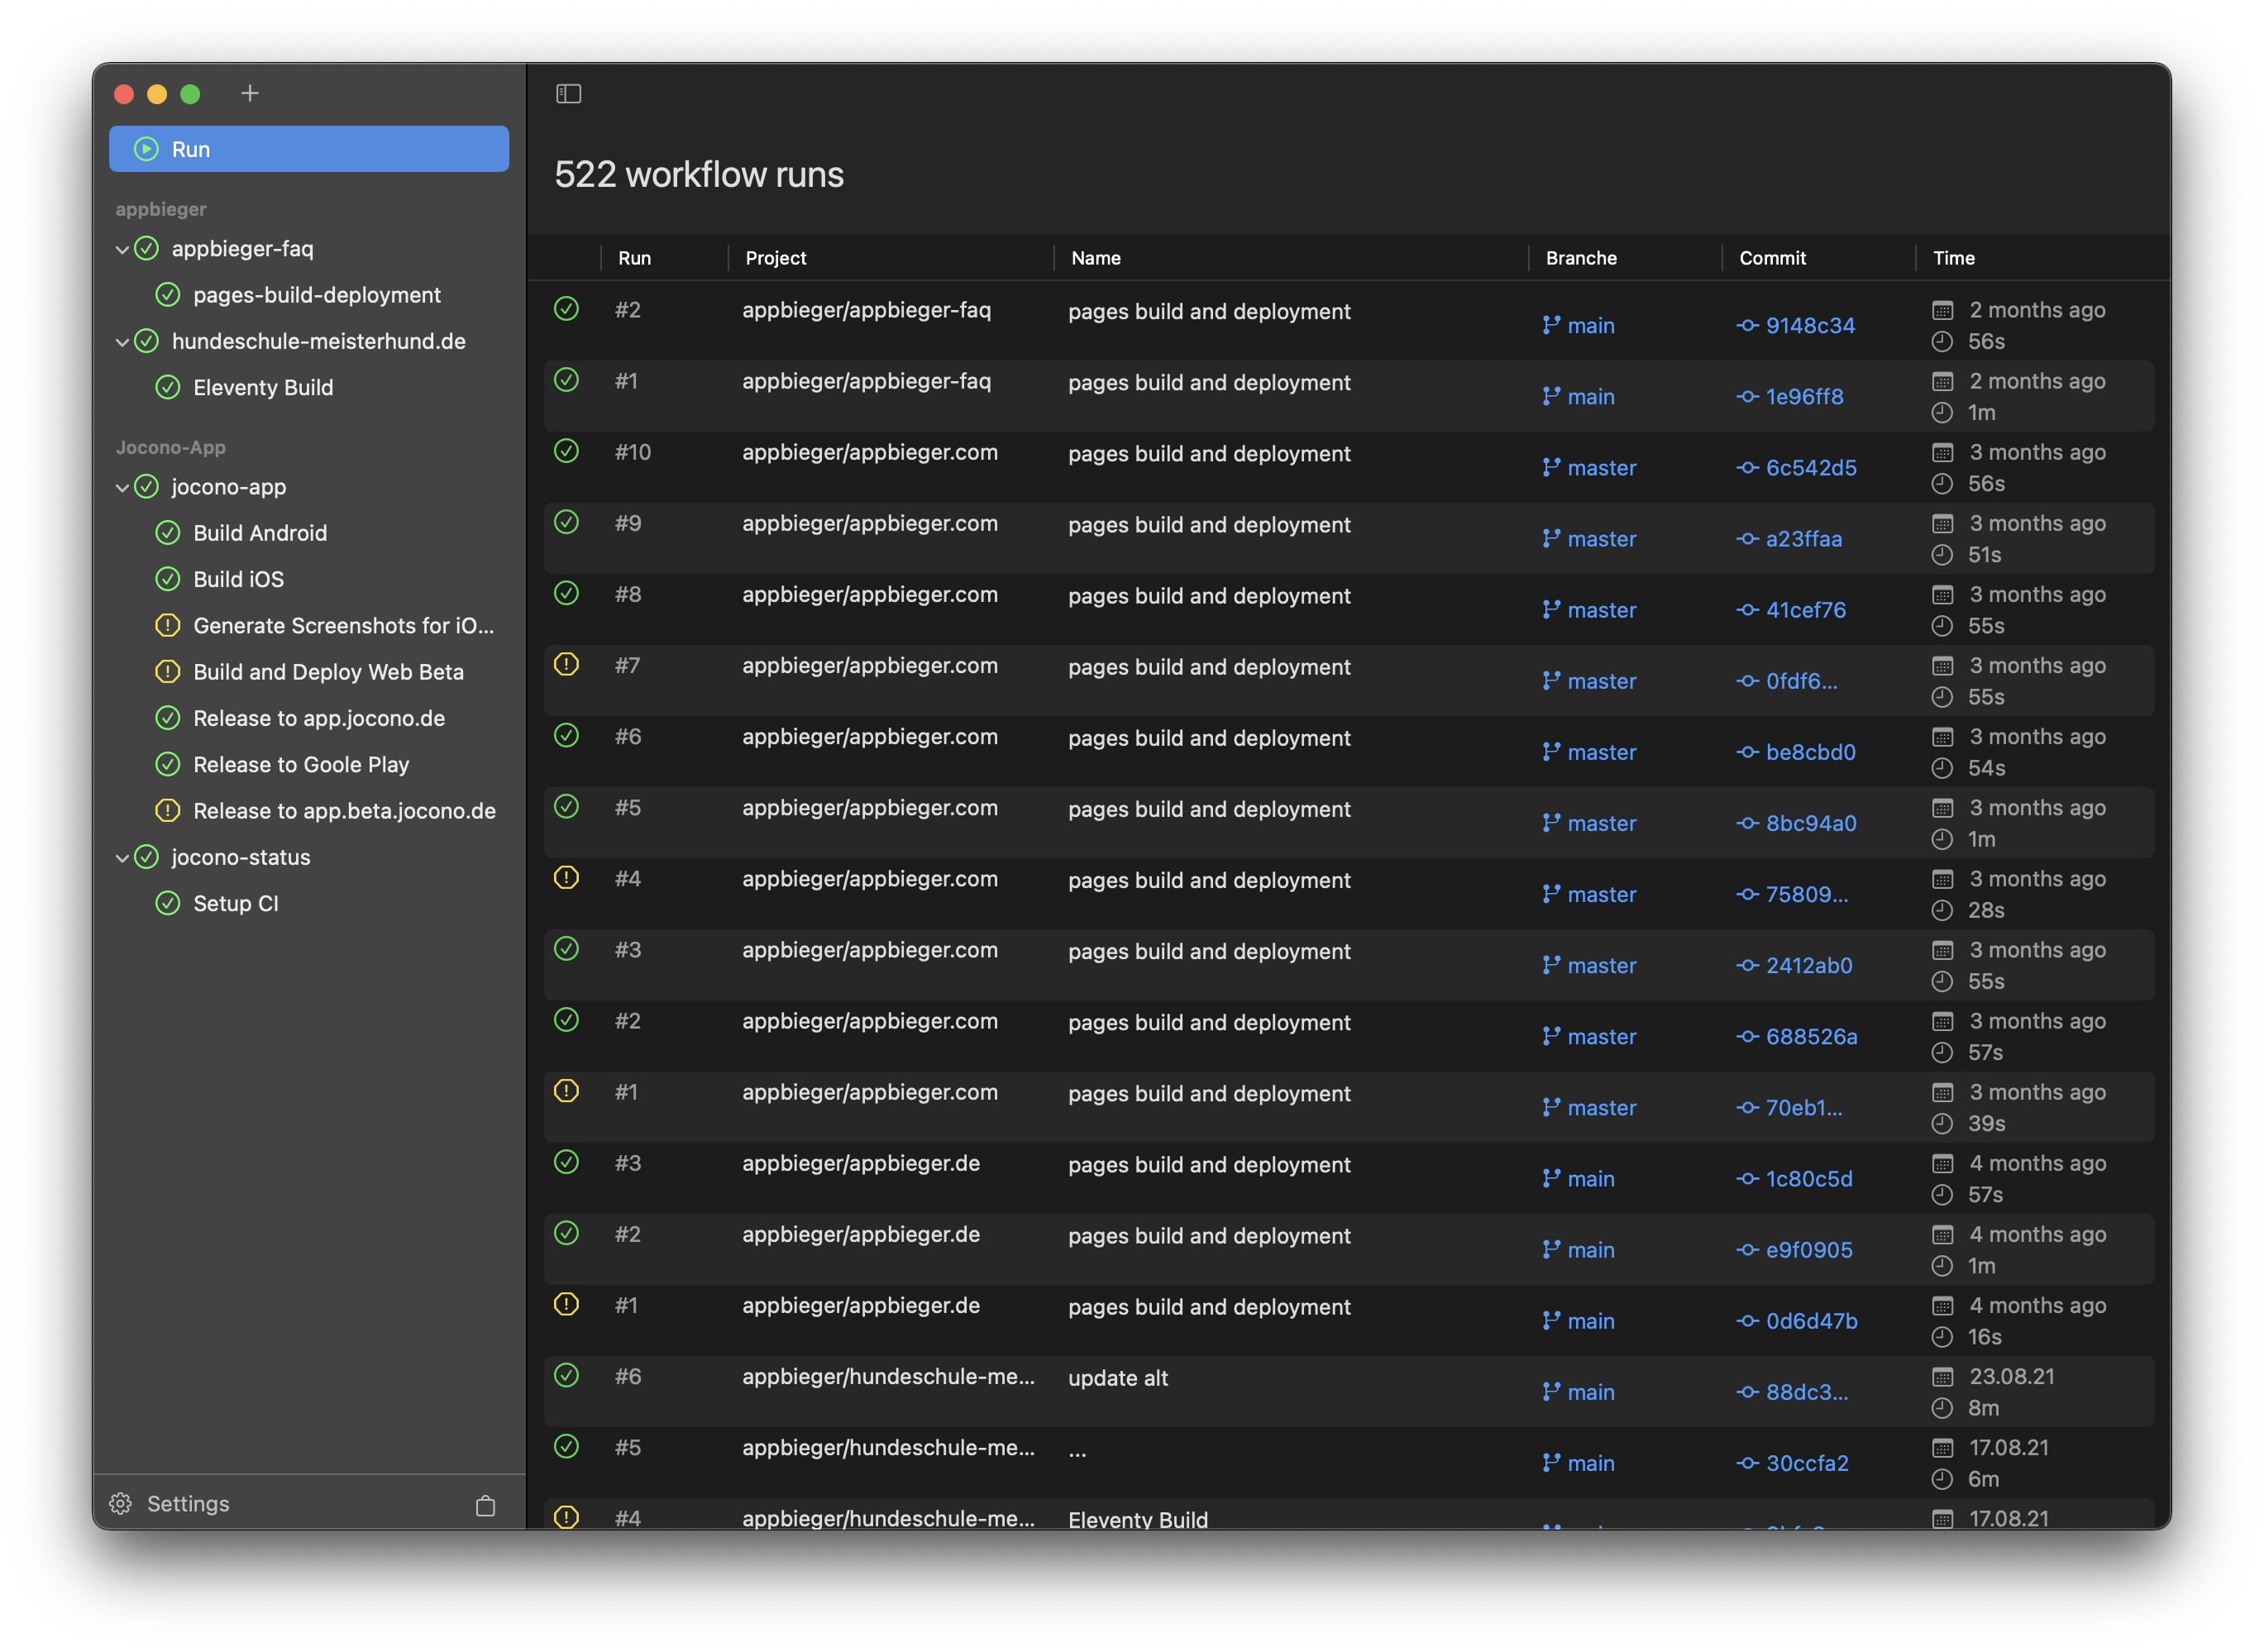 Run
appbieger
appbieger-faq
pages-build-deployment
hundeschule-meisterhund.de
Eleventy Build
Jocono-App
jocono-app
Build Android
Build iOS
Generate Screenshots for iO...
Build and Deploy Web Beta
Release to app.jocono.de
Release to Goole Play
Release to app.beta.jocono.de
jocono-status
Setup CI
Settings
522 workflow runs
Run Project Name Branche Commit Time
#2 appbieger/appbieger-faq pages build and deployment main 9148c34 2 months ago
56s
#1 appbieger/appbieger-faq pages build and deployment main 1e96ff8 2 months ago
1m
#10 appbieger/appbieger.com pages build and deployment master 6c542d5 3 months ago
56s
#9 appbieger/appbieger.com pages build and deployment master a23ffaa 3 months ago
51s
#8 appbieger/appbieger.com pages build and deployment master 41cef76 3 months ago
55s
#7 appbieger/appbieger.com pages build and deployment master 0fdf6... 3 months ago
55s
#6 appbieger/appbieger.com pages build and deployment master be8cbd0 3 months ago
54s
#5 appbieger/appbieger.com pages build and deployment master 8bc94a0 3 months ago
1m
#4 appbieger/appbieger.com pages build and deployment master 75809... 3 months ago
28s
#3 appbieger/appbieger.com pages build and deployment master 2412ab0 3 months ago
55s
#2 appbieger/appbieger.com pages build and deployment master 688526a 3 months ago
57s
#1 appbieger/appbieger.com pages build and deployment master 70eb1... 3 months ago
39s
#3 appbieger/appbieger.de pages build and deployment main 1c80c5d 4 months ago
57s
#2 appbieger/appbieger.de pages build and deployment main e9f0905 4 months ago
1m
#1 appbieger/appbieger.de pages build and deployment main 0d6d47b 4 months ago
16s
#6 appbieger/hundeschule-me... update alt main 88dc3... 23.08.21
8m
#5 appbieger/hundeschule-me... ... main 30ccfa2 17.08.21
6m
#4 appbieger/hundeschule-me... Eleventy Build 17.08.21